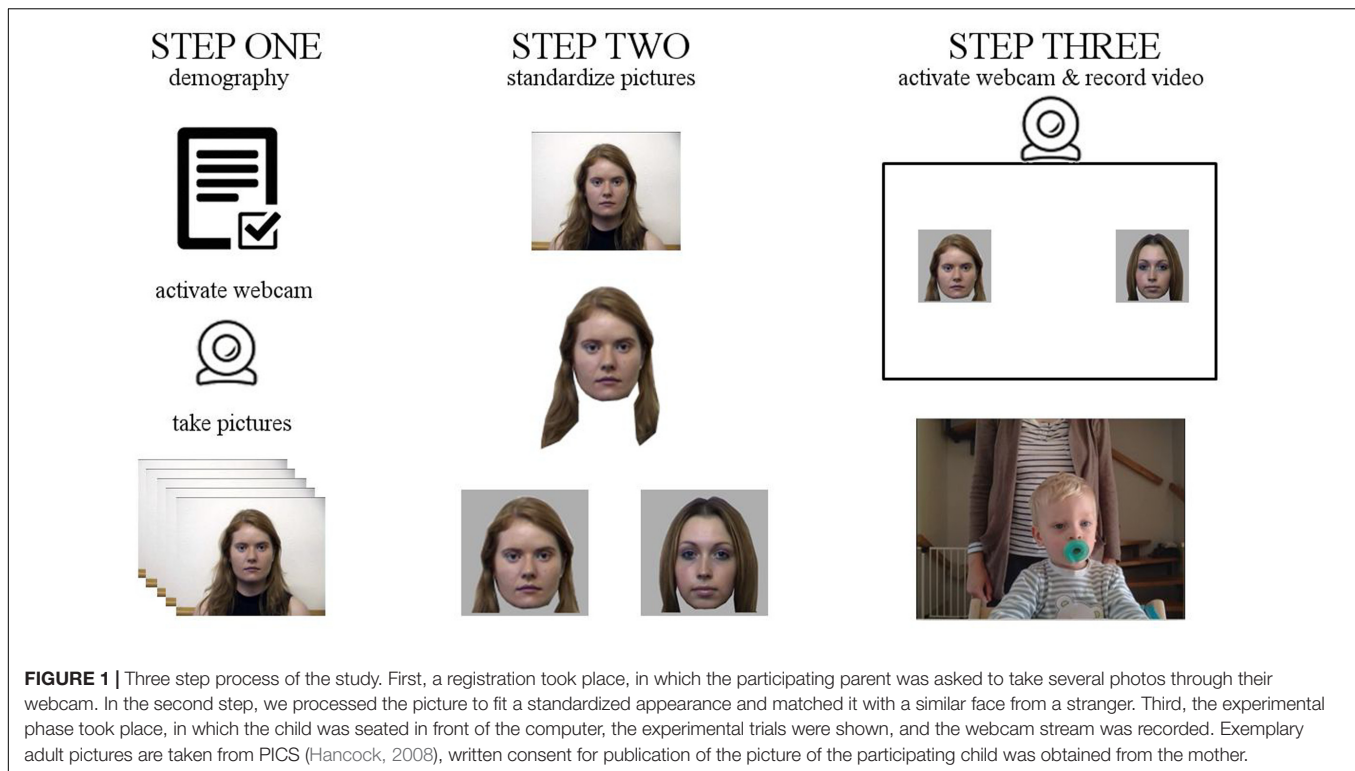 STEP ONE
demography
activate webcam
take pictures
STEP TWO
standardize pictures
STEP THREE
activate webcam & record video
FIGURE 1 | Three step process of the study. First, a registration took place, in which the participating parent was asked to take several photos through their
webcam. In the second step, we processed the picture to fit a standardized appearance and matched it with a similar face from a stranger. Third, the experimental
phase took place, in which the child was seated in front of the computer, the experimental trials were shown, and the webcam stream was recorded. Exemplary
adult pictures are taken from PICS (Hancock, 2008), written consent for publication of the picture of the participating child was obtained from the mother.